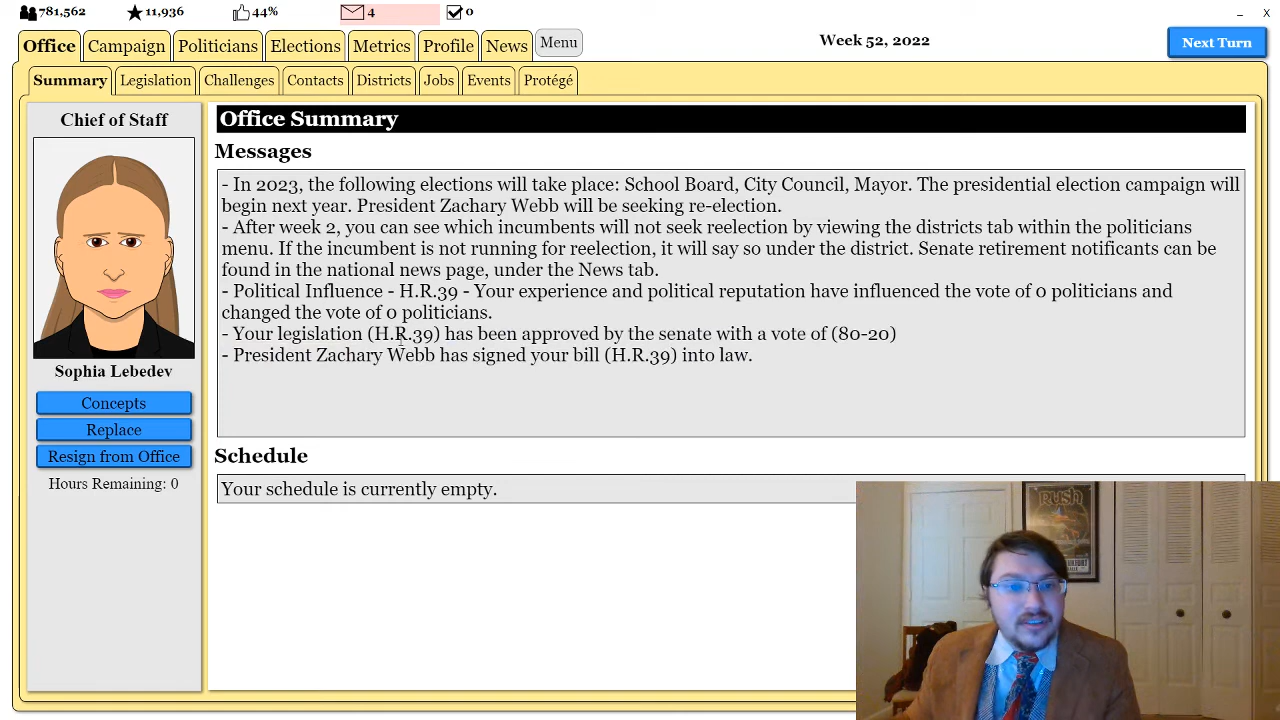 781,562 11,936 44% 4 0 _ X
Office Campaign Politicians Elections Metrics Profile News Menu Week 52, 2022 Next Turn
Summary Legislation Challenges Contacts Districts Jobs Events Protégé
Chief of Staff
Sophia Lebedev
Concepts
Replace
Resign from Office
Hours Remaining: 0
Office Summary
Messages
- In 2023, the following elections will take place: School Board, City Council, Mayor. The presidential election campaign will
begin next year. President Zachary Webb will be seeking re-election.
- After week 2, you can see which incumbents will not seek reelection by viewing the districts tab within the politicians
menu. If the incumbent is not running for reelection, it will say so under the district. Senate retirement notificants can be
found in the national news page, under the News tab.
- Political Influence - H.R.39 - Your experience and political reputation have influenced the vote of 0 politicians and
changed the vote of 0 politicians.
- Your legislation (H.R.39) has been approved by the senate with a vote of (80-20)
- President Zachary Webb has signed your bill (H.R.39) into law.
Schedule
Your schedule is currently empty.
RUSH